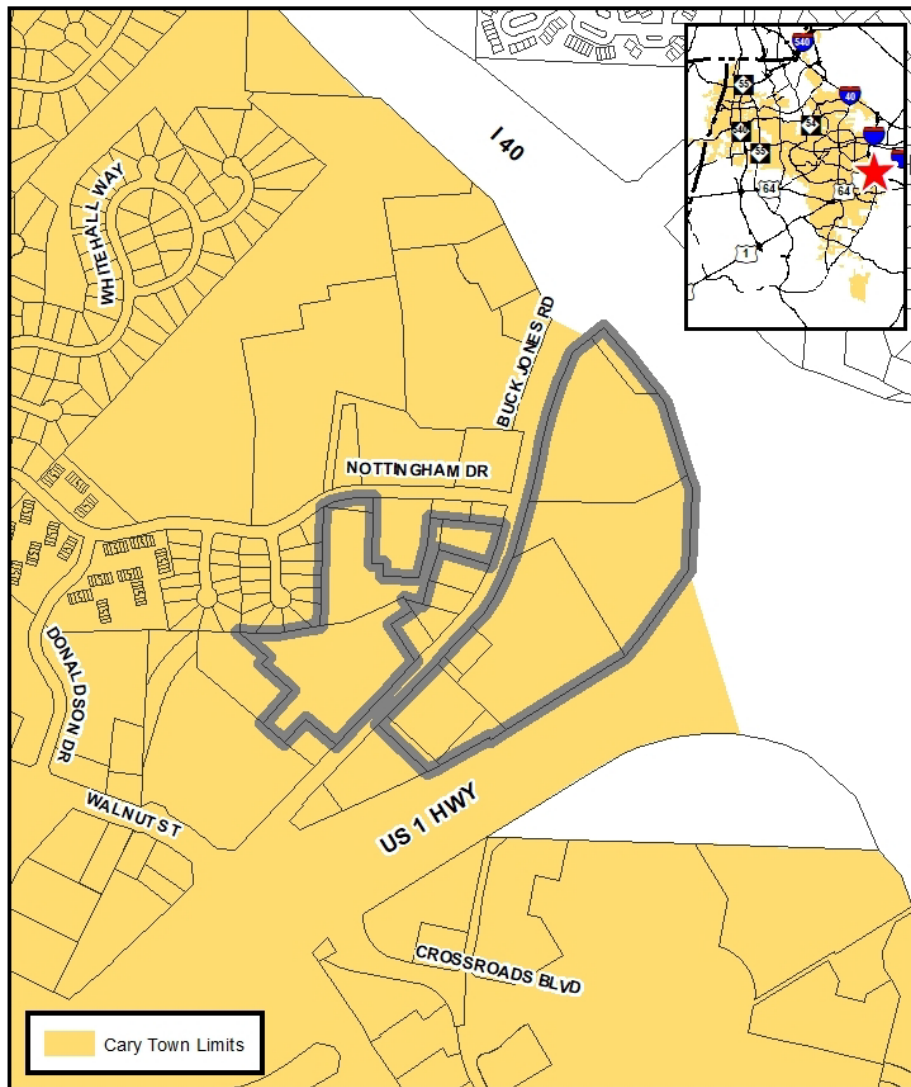 I 40
WHITEHALL WAY
BUCK JONES RD
NOTTINGHAM DR
DONALDSON DR
WALNUT ST
US 1 HWY
CROSSROADS BLVD
Cary Town Limits
540
55
40
54
540
55
64
64
1